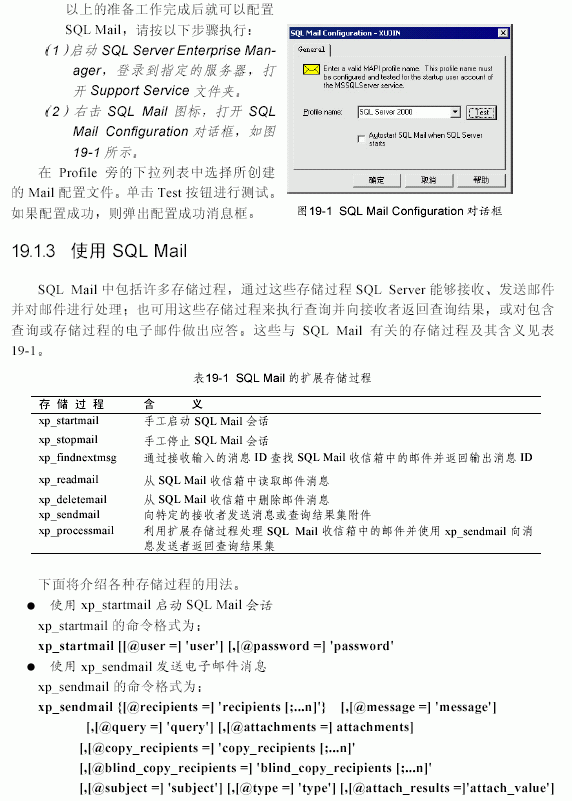 以上的准备工作完成后就可以配置
SQL Mail，请按以下步骤执行：
（1）启动 SQL Server Enterprise Man-
ager，登录到指定的服务器，打
开 Support Service 文件夹。
（2）右击 SQL Mail 图标，打开 SQL
Mail Configuration 对话框，如图
19-1 所示。
在 Profile 旁的下拉列表中选择所创建
的 Mail 配置文件。单击 Test 按钮进行测试。
如果配置成功，则弹出配置成功消息框。
SQL Mail Configuration - XUJIN
General
Enter a valid MAPI profile name. This profile name must
be configured and tested for the startup user account of
the MSSQLServer service.
Profile name: SQL Server 2000 Test
Autostart SQL Mail when SQL Server
starts
确定 取消 帮助
图19-1 SQL Mail Configuration 对话框
19.1.3 使用 SQL Mail
SQL Mail 中包括许多存储过程，通过这些存储过程 SQL Server 能够接收、发送邮件
并对邮件进行处理；也可用这些存储过程来执行查询并向接收者返回查询结果，或对包含
查询或存储过程的电子邮件做出应答。这些与 SQL Mail 有关的存储过程及其含义见表
19-1。
表19-1 SQL Mail 的扩展存储过程
存 储 过 程 含 义
xp_startmail 手工启动 SQL Mail 会话
xp_stopmail 手工停止 SQL Mail 会话
xp_findnextmsg 通过接收输入的消息 ID 查找 SQL Mail 收信箱中的邮件并返回输出消息 ID
xp_readmail 从 SQL Mail 收信箱中读取邮件消息
xp_deletemail 从 SQL Mail 收信箱中删除邮件消息
xp_sendmail 向特定的接收者发送消息或查询结果集附件
xp_processmail 利用扩展存储过程处理 SQL Mail 收信箱中的邮件并使用 xp_sendmail 向消
息发送者返回查询结果集
下面将介绍各种存储过程的用法。
● 使用 xp_startmail 启动 SQL Mail 会话
xp_startmail 的命令格式为：
xp_startmail [[@user =] 'user'] [,[@password =] 'password'
● 使用 xp_sendmail 发送电子邮件消息
xp_sendmail 的命令格式为：
xp_sendmail {[@recipients =] 'recipients [;...n]'} [,[@message =] 'message']
[,[@query =] 'query'] [,[@attachments =] attachments]
[,[@copy_recipients =] 'copy_recipients [;...n]'
[,[@blind_copy_recipients =] 'blind_copy_recipients [;...n]'
[,[@subject =] 'subject'] [,[@type =] 'type'] [,[@attach_results =]'attach_value']